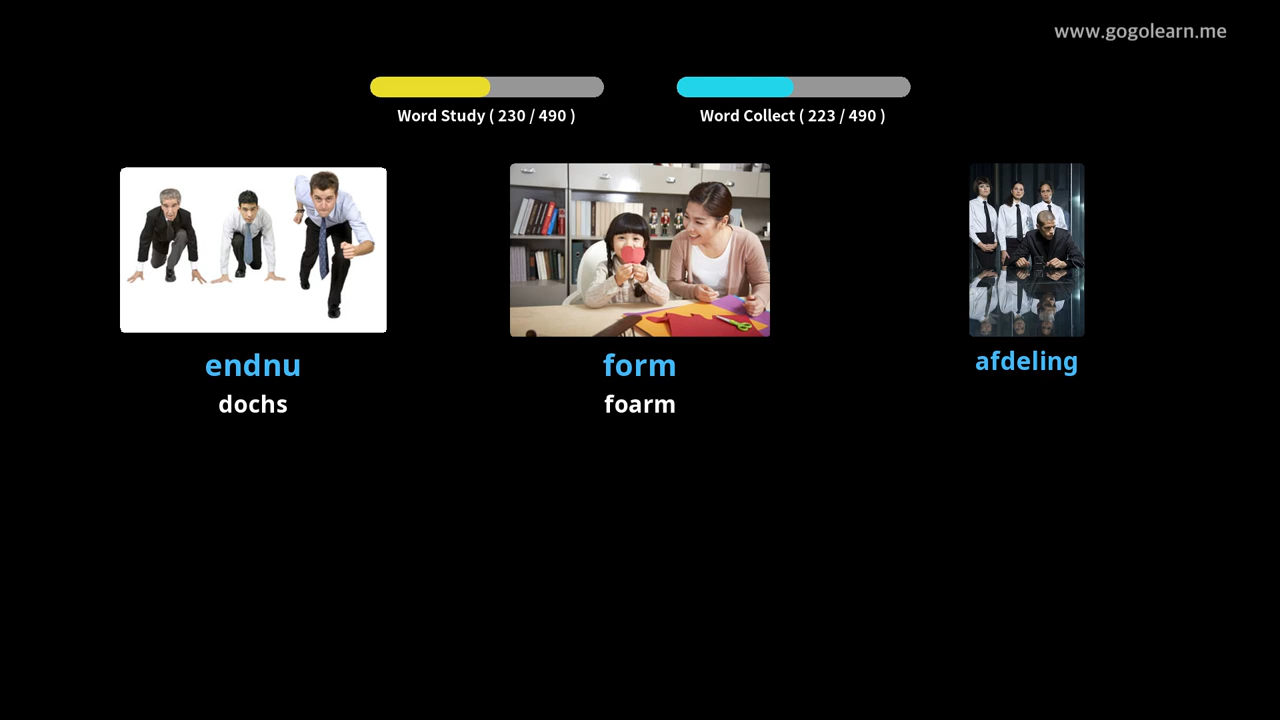 www.gogolearn.me
Word Study ( 230 / 490 )
Word Collect ( 223 / 490 )
endnu
form
afdeling
dochs
foarm